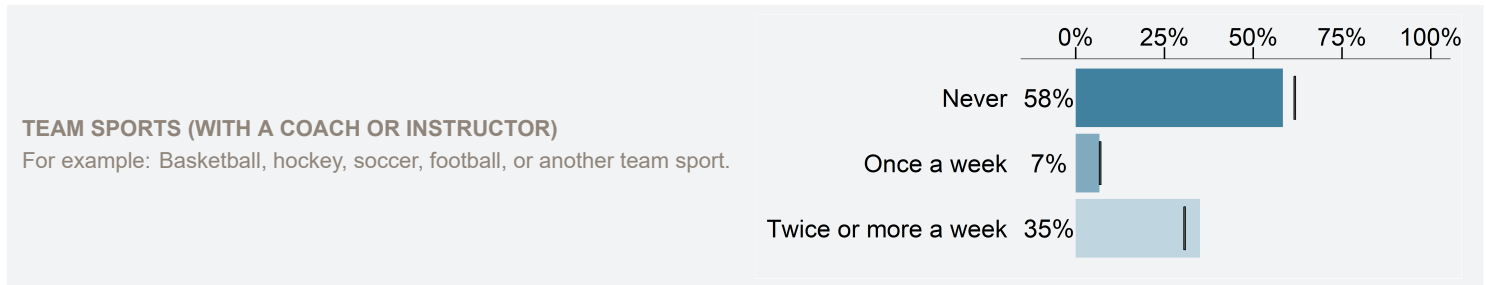 TEAM SPORTS (WITH A COACH OR INSTRUCTOR)
For example: Basketball, hockey, soccer, football, or another team sport.
0% 25% 50% 75% 100%
Never 58%
Once a week 7%
Twice or more a week 35%